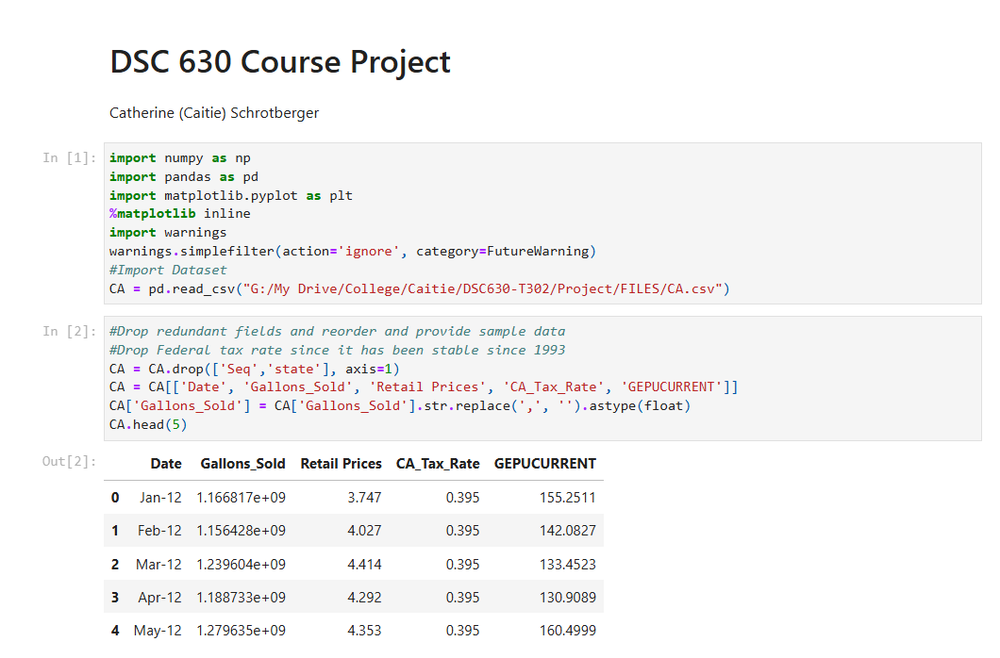 DSC 630 Course Project
Catherine (Caitie) Schrotberger
In [1]:
import numpy as np
import pandas as pd
import matplotlib.pyplot as plt
%matplotlib inline
import warnings
warnings.simplefilter(action='ignore', category=FutureWarning)
#Import Dataset
CA = pd.read_csv("G:/My Drive/College/Caitie/DSC630-T302/Project/FILES/CA.csv")
In [2]:
#Drop redundant fields and reorder and provide sample data
#Drop Federal tax rate since it has been stable since 1993
CA = CA.drop(['Seq','state'], axis=1)
CA = CA[['Date', 'Gallons_Sold', 'Retail Prices', 'CA_Tax_Rate', 'GEPUCURRENT']]
CA['Gallons_Sold'] = CA['Gallons_Sold'].str.replace(',', '').astype(float)
CA.head(5)
Out[2]:
Date Gallons_Sold Retail Prices CA_Tax_Rate GEPUCURRENT
0 Jan-12 1.166817e+09 3.747 0.395 155.2511
1 Feb-12 1.156428e+09 4.027 0.395 142.0827
2 Mar-12 1.239604e+09 4.414 0.395 133.4523
3 Apr-12 1.188733e+09 4.292 0.395 130.9089
4 May-12 1.279635e+09 4.353 0.395 160.4999